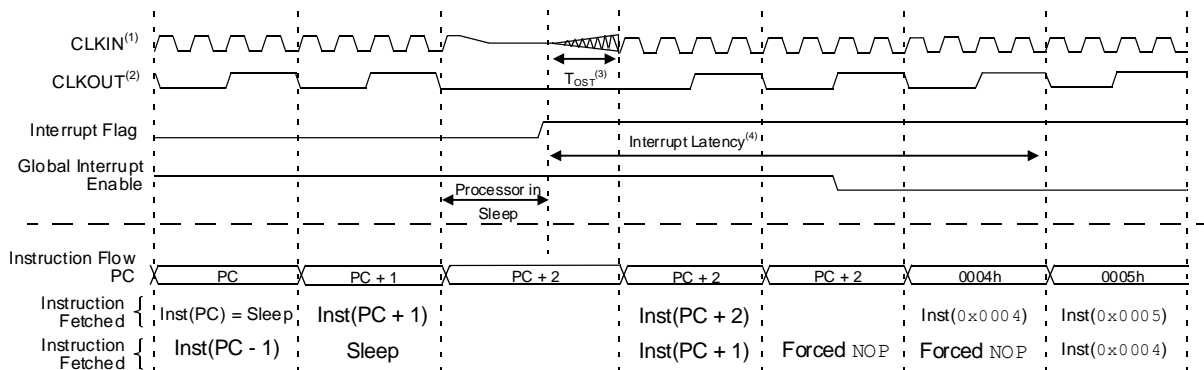 CLKIN(1)
CLKOUT(2)
TOST(3)
Interrupt Flag
Interrupt Latency(4)
Global Interrupt
Enable
Processor in
Sleep
Instruction Flow
PC PC PC + 1 PC + 2 PC + 2 PC + 2 0004h 0005h
Instruction
Fetched
Inst(PC) = Sleep Inst(PC + 1) Inst(PC + 2) Inst(0x0004) Inst(0x0005)
Instruction
Fetched
Inst(PC - 1) Sleep Inst(PC + 1) Forced NOP Forced NOP Inst(0x0004)